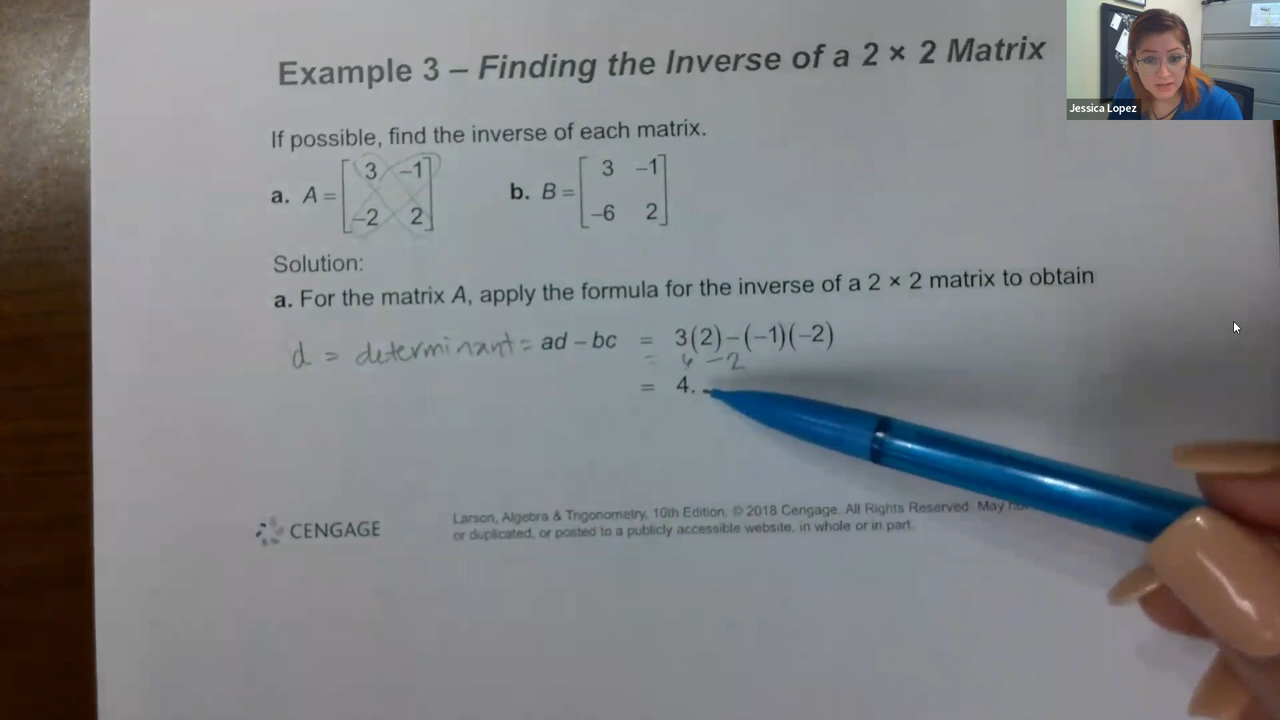 Example 3 – Finding the Inverse of a 2 × 2 Matrix
Jessica Lopez
If possible, find the inverse of each matrix.
a. A = [3 −1] b. B = [3 −1]
[−2 2] [−6 2]
Solution:
a. For the matrix A, apply the formula for the inverse of a 2 × 2 matrix to obtain
d = determinant = ad – bc = 3(2)−(−1)(−2)
= 6 − 2
= 4.
CENGAGE
Larson, Algebra & Trigonometry, 10th Edition. © 2018 Cengage. All Rights Reserved May
or duplicated, or posted to a publicly accessible website, in whole or in part.